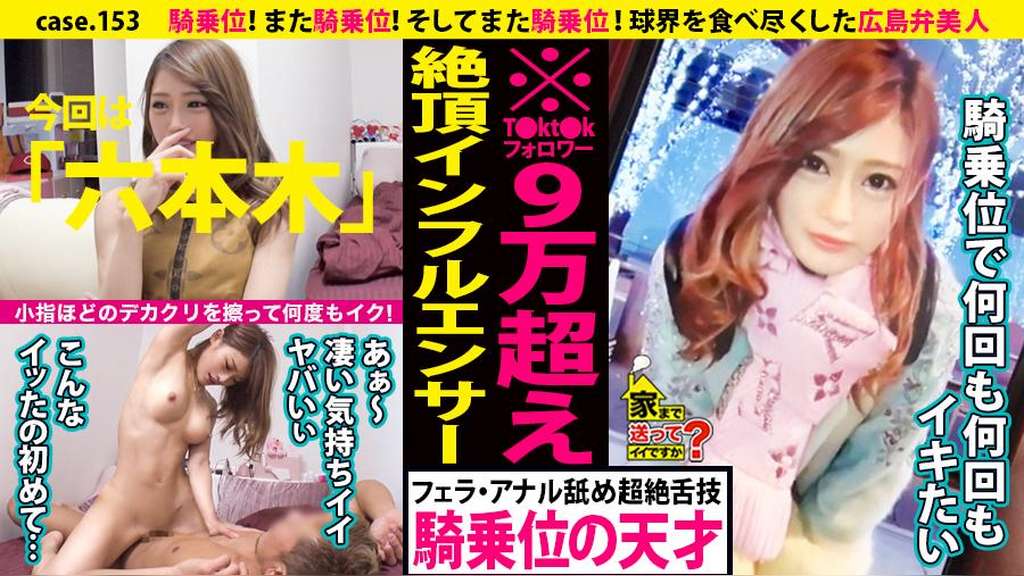 case.153 騎乗位!また騎乗位!そしてまた騎乗位!球界を食べ尽くした広島弁美人
今回は
「六本木」
小指ほどのデカクリを擦って何度もイク!
あぁ〜
凄い気持ちイイ
ヤバいぃ
こんな
イッたの初めて…
※T●kt●k
フォロワー
9万超え
絶頂インフルエンサー
騎乗位で何回も何回も
イキたい
家まで
送って
イイですか
?
フェラ・アナル舐め超絶舌技
騎乗位の天才